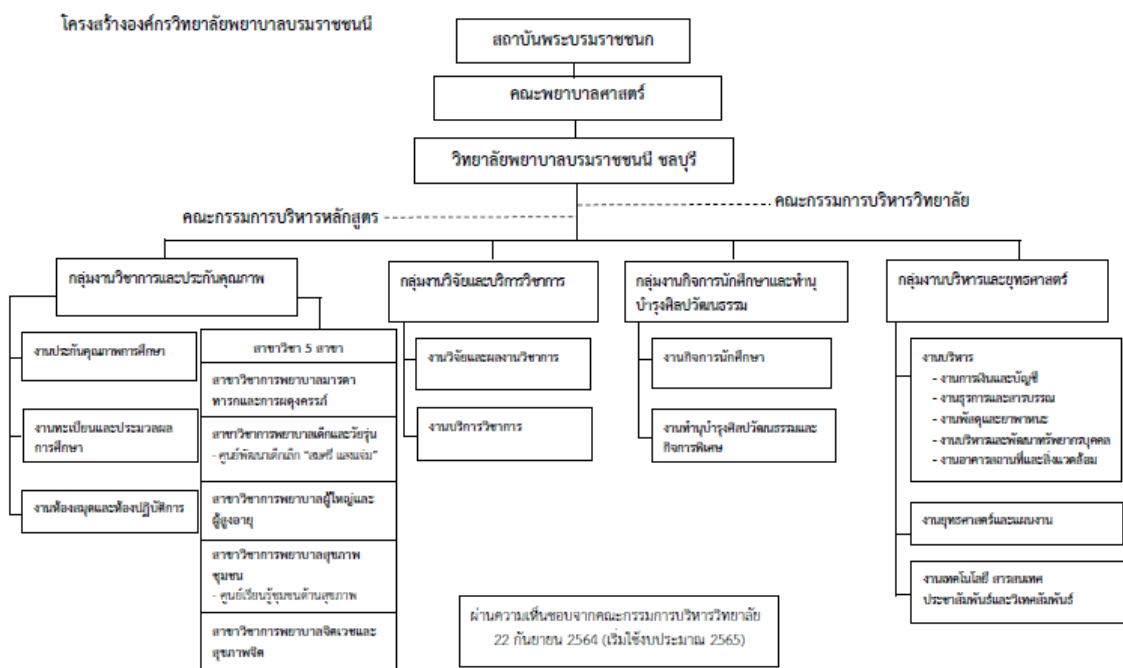 โครงสร้างองค์กรวิทยาลัยพยาบาลบรมราชชนนี
สถาบันพระบรมราชชนก
คณะพยาบาลศาสตร์
วิทยาลัยพยาบาลบรมราชชนนี ชลบุรี
คณะกรรมการบริหารวิทยาลัย
คณะกรรมการบริหารหลักสูตร
กลุ่มงานวิชาการและประกันคุณภาพ
งานประกันคุณภาพการศึกษา
งานทะเบียนและประมวลผล
การศึกษา
งานห้องสมุดและห้องปฏิบัติการ
สาขาวิชา 5 สาขา
สาขาวิชาการพยาบาลมารดา
ทารกและการผดุงครรภ์
สาขาวิชาการพยาบาลเด็กและวัยรุ่น
- ศูนย์พัฒนาเด็กเล็ก "สมศรี แสงแจ่ม"
สาขาวิชาการพยาบาลผู้ใหญ่และ
ผู้สูงอายุ
สาขาวิชาการพยาบาลสุขภาพ
ชุมชน
- ศูนย์เรียนรู้ชุมชนด้านสุขภาพ
สาขาวิชาการพยาบาลจิตเวชและ
สุขภาพจิต
กลุ่มงานวิจัยและบริการวิชาการ
งานวิจัยและผลงานวิชาการ
งานบริการวิชาการ
กลุ่มงานกิจการนักศึกษาและทำนุ
บำรุงศิลปวัฒนธรรม
งานกิจการนักศึกษา
งานทำนุบำรุงศิลปวัฒนธรรมและ
กิจการพิเศษ
กลุ่มงานบริหารและยุทธศาสตร์
งานบริหาร
- งานการเงินและบัญชี
- งานธุรการและสารบรรณ
- งานพัสดุและยาพาหนะ
- งานบริหารและพัฒนาทรัพยากรบุคคล
- งานอาคารสถานที่และสิ่งแวดล้อม
งานยุทธศาสตร์และแผนงาน
งานเทคโนโลยี สารสนเทศ
ประชาสัมพันธ์และวิเทศสัมพันธ์
ผ่านความเห็นชอบจากคณะกรรมการบริหารวิทยาลัย
22 กันยายน 2564 (เริ่มใช้งบประมาณ 2565)